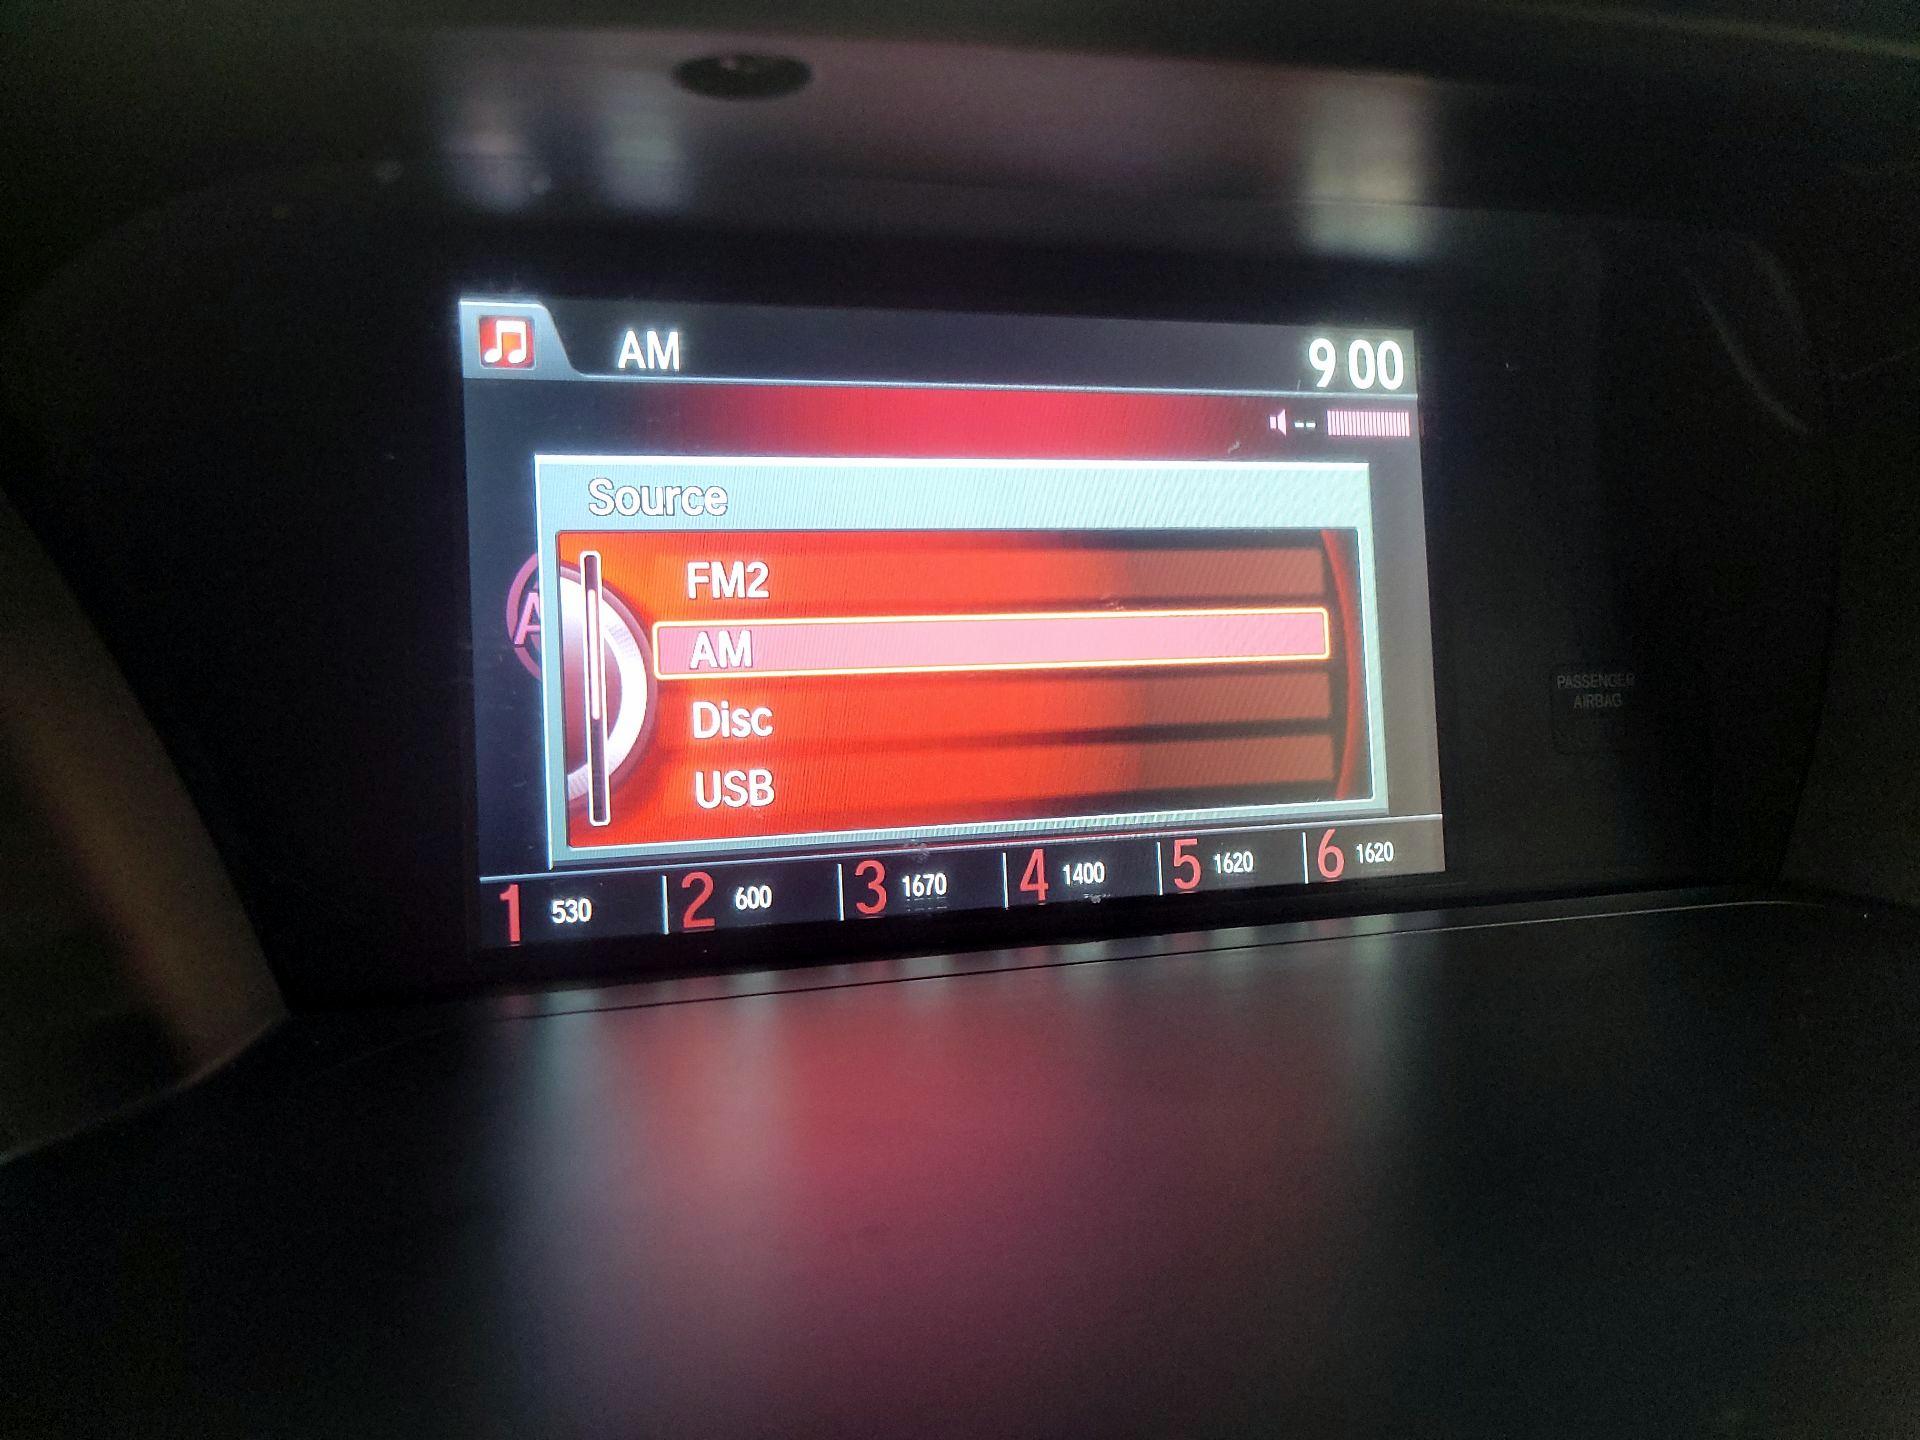 AM
9 00
--
Source
FM2
AM
Disc
USB
1 530 2 600 3 1670 4 1400 5 1620 6 1620
PASSENGER
AIRBAG